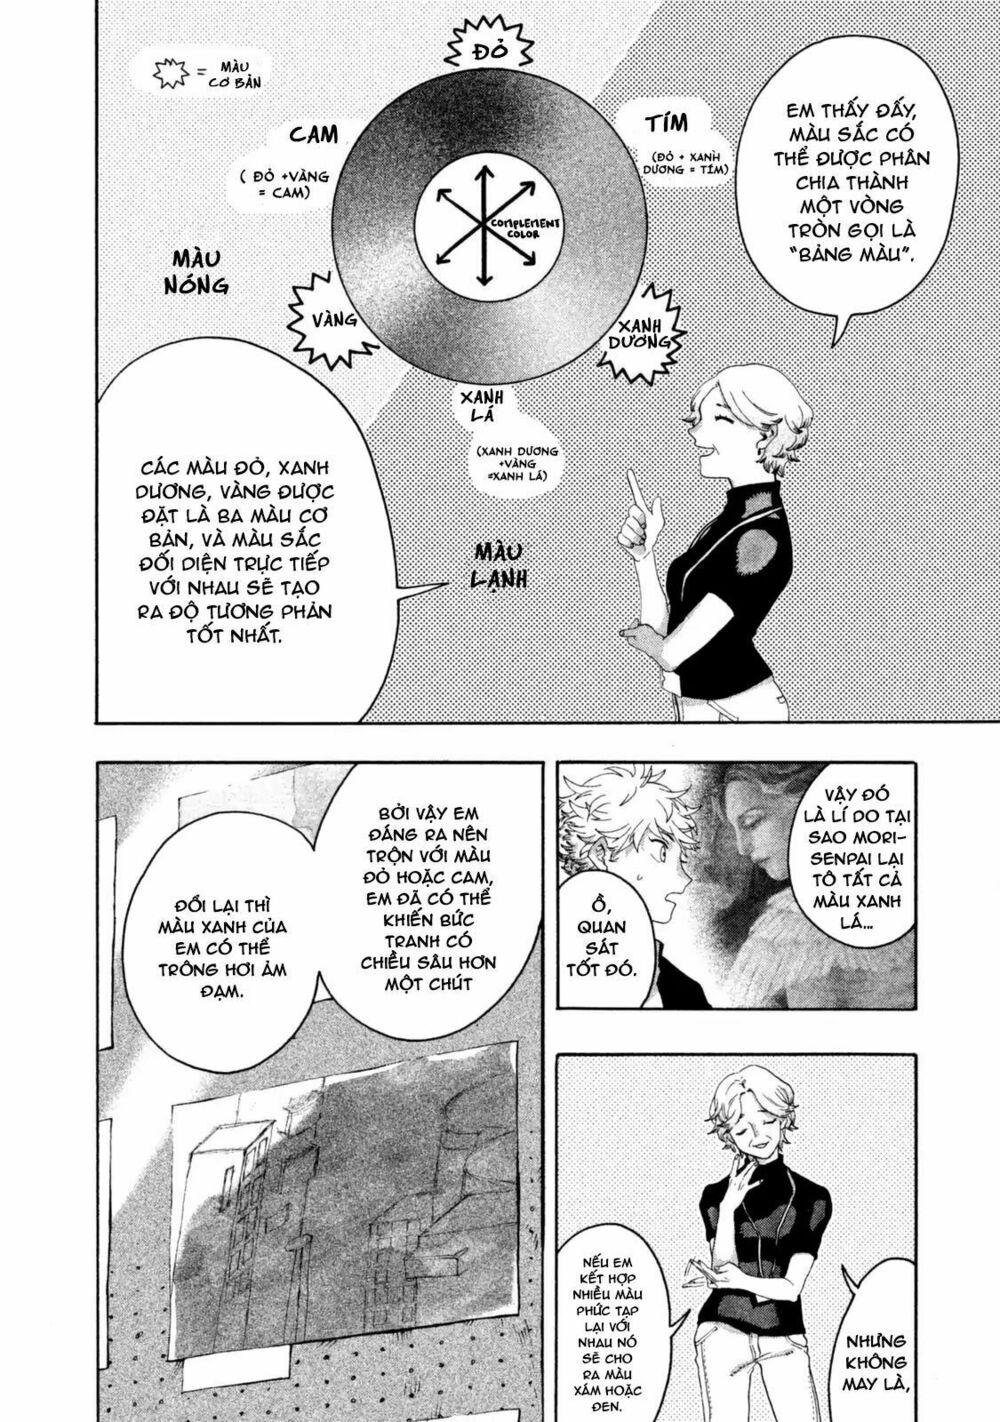 EM THẤY ĐẤY,
MÀU SẮC CÓ
THỂ ĐƯỢC PHÂN
CHIA THÀNH
MỘT VÒNG
TRÒN GỌI LÀ
"BẢNG MÀU".
= MÀU
CƠ BẢN
ĐỎ
CAM
( ĐỎ +VÀNG
= CAM)
TÍM
(ĐỎ + XANH
DƯƠNG = TÍM)
COMPLEMENT
COLOR
MÀU
NÓNG
VÀNG
XANH
DƯƠNG
XANH
LÁ
(XANH DƯƠNG
+VÀNG
=XANH LÁ)
MÀU
LẠNH
CÁC MÀU ĐỎ, XANH
DƯƠNG, VÀNG ĐƯỢC
ĐẶT LÀ BA MÀU CƠ
BẢN, VÀ MÀU SẮC
ĐỐI DIỆN TRỰC TIẾP
VỚI NHAU SẼ TẠO
RA ĐỘ TƯƠNG PHẢN
TỐT NHẤT.
VẬY ĐÓ
LÀ LÍ DO TẠI
SAO MORI-
SENPAI LẠI
TÔ TẤT CẢ
MÀU XANH
LÁ...
Ồ,
QUAN
SÁT
TỐT ĐÓ.
BỞI VẬY EM
ĐÁNG RA NÊN
TRỘN VỚI MÀU
ĐỎ HOẶC CAM,
EM ĐÃ CÓ THỂ
KHIẾN BỨC
TRANH CÓ
CHIỀU SÂU HƠN
MỘT CHÚT
ĐỔI LẠI THÌ
MÀU XANH CỦA
EM CÓ THỂ
TRÔNG HƠI ẢM
ĐẠM.
NHƯNG
KHÔNG
MAY LÀ,
NẾU EM
KẾT HỢP
NHIỀU MÀU
PHỨC TẠP
LẠI VỚI
NHAU NÓ
SẼ CHO
RA MÀU
XÁM HOẶC
ĐEN.